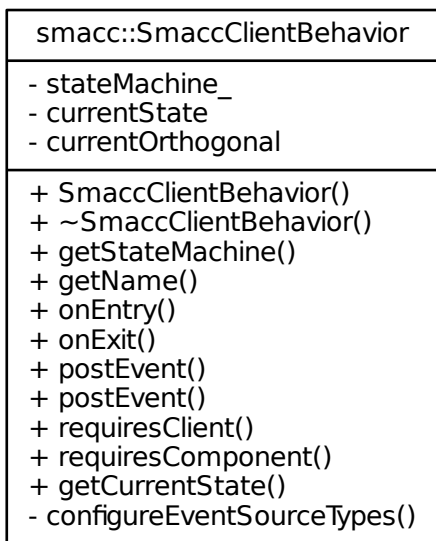 smacc::SmaccClientBehavior
- stateMachine_
- currentState
- currentOrthogonal
+ SmaccClientBehavior()
+ ~SmaccClientBehavior()
+ getStateMachine()
+ getName()
+ onEntry()
+ onExit()
+ postEvent()
+ postEvent()
+ requiresClient()
+ requiresComponent()
+ getCurrentState()
- configureEventSourceTypes()